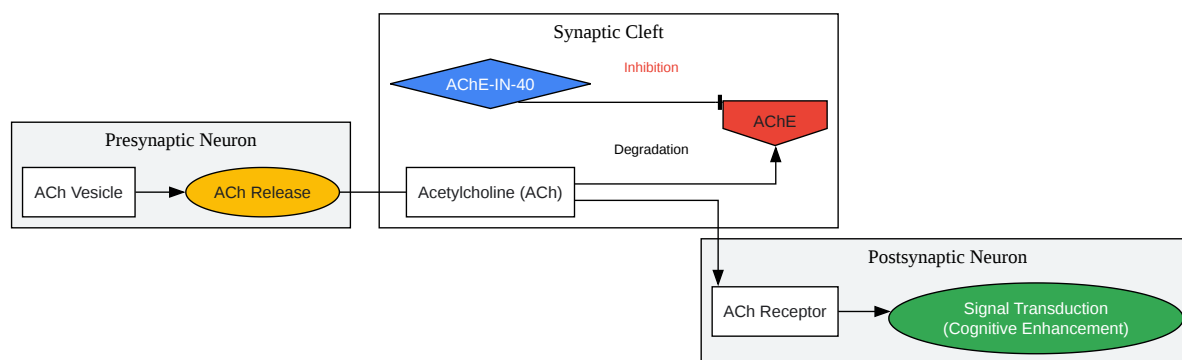 Synaptic Cleft
AChE-IN-40
Inhibition
AChE
Degradation
Presynaptic Neuron
ACh Vesicle
ACh Release
Acetylcholine (ACh)
Postsynaptic Neuron
ACh Receptor
Signal Transduction
(Cognitive Enhancement)